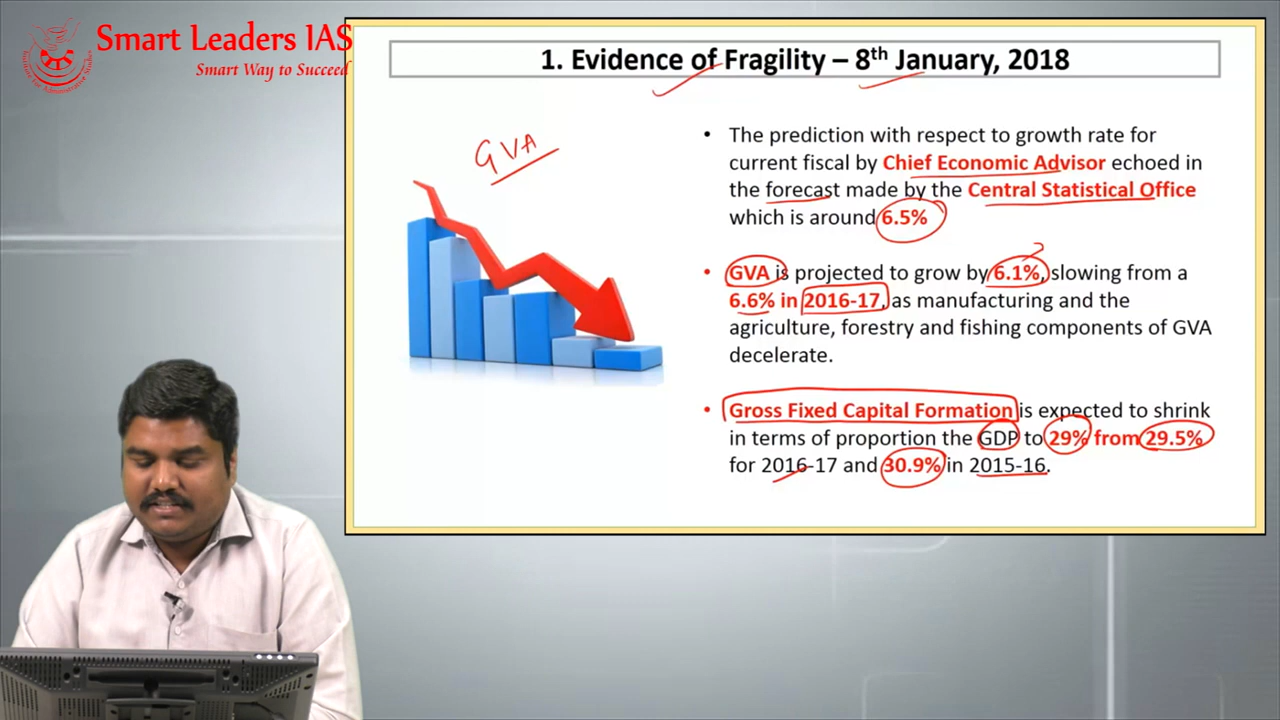 Smart Leaders IAS
Smart Way to Succeed
1. Evidence of Fragility – 8th January, 2018
GVA
• The prediction with respect to growth rate for
current fiscal by Chief Economic Advisor echoed in
the forecast made by the Central Statistical Office
which is around 6.5%
• GVA is projected to grow by 6.1%, slowing from a
6.6% in 2016-17, as manufacturing and the
agriculture, forestry and fishing components of GVA
decelerate.
• Gross Fixed Capital Formation is expected to shrink
in terms of proportion the GDP to 29% from 29.5%
for 2016-17 and 30.9% in 2015-16.